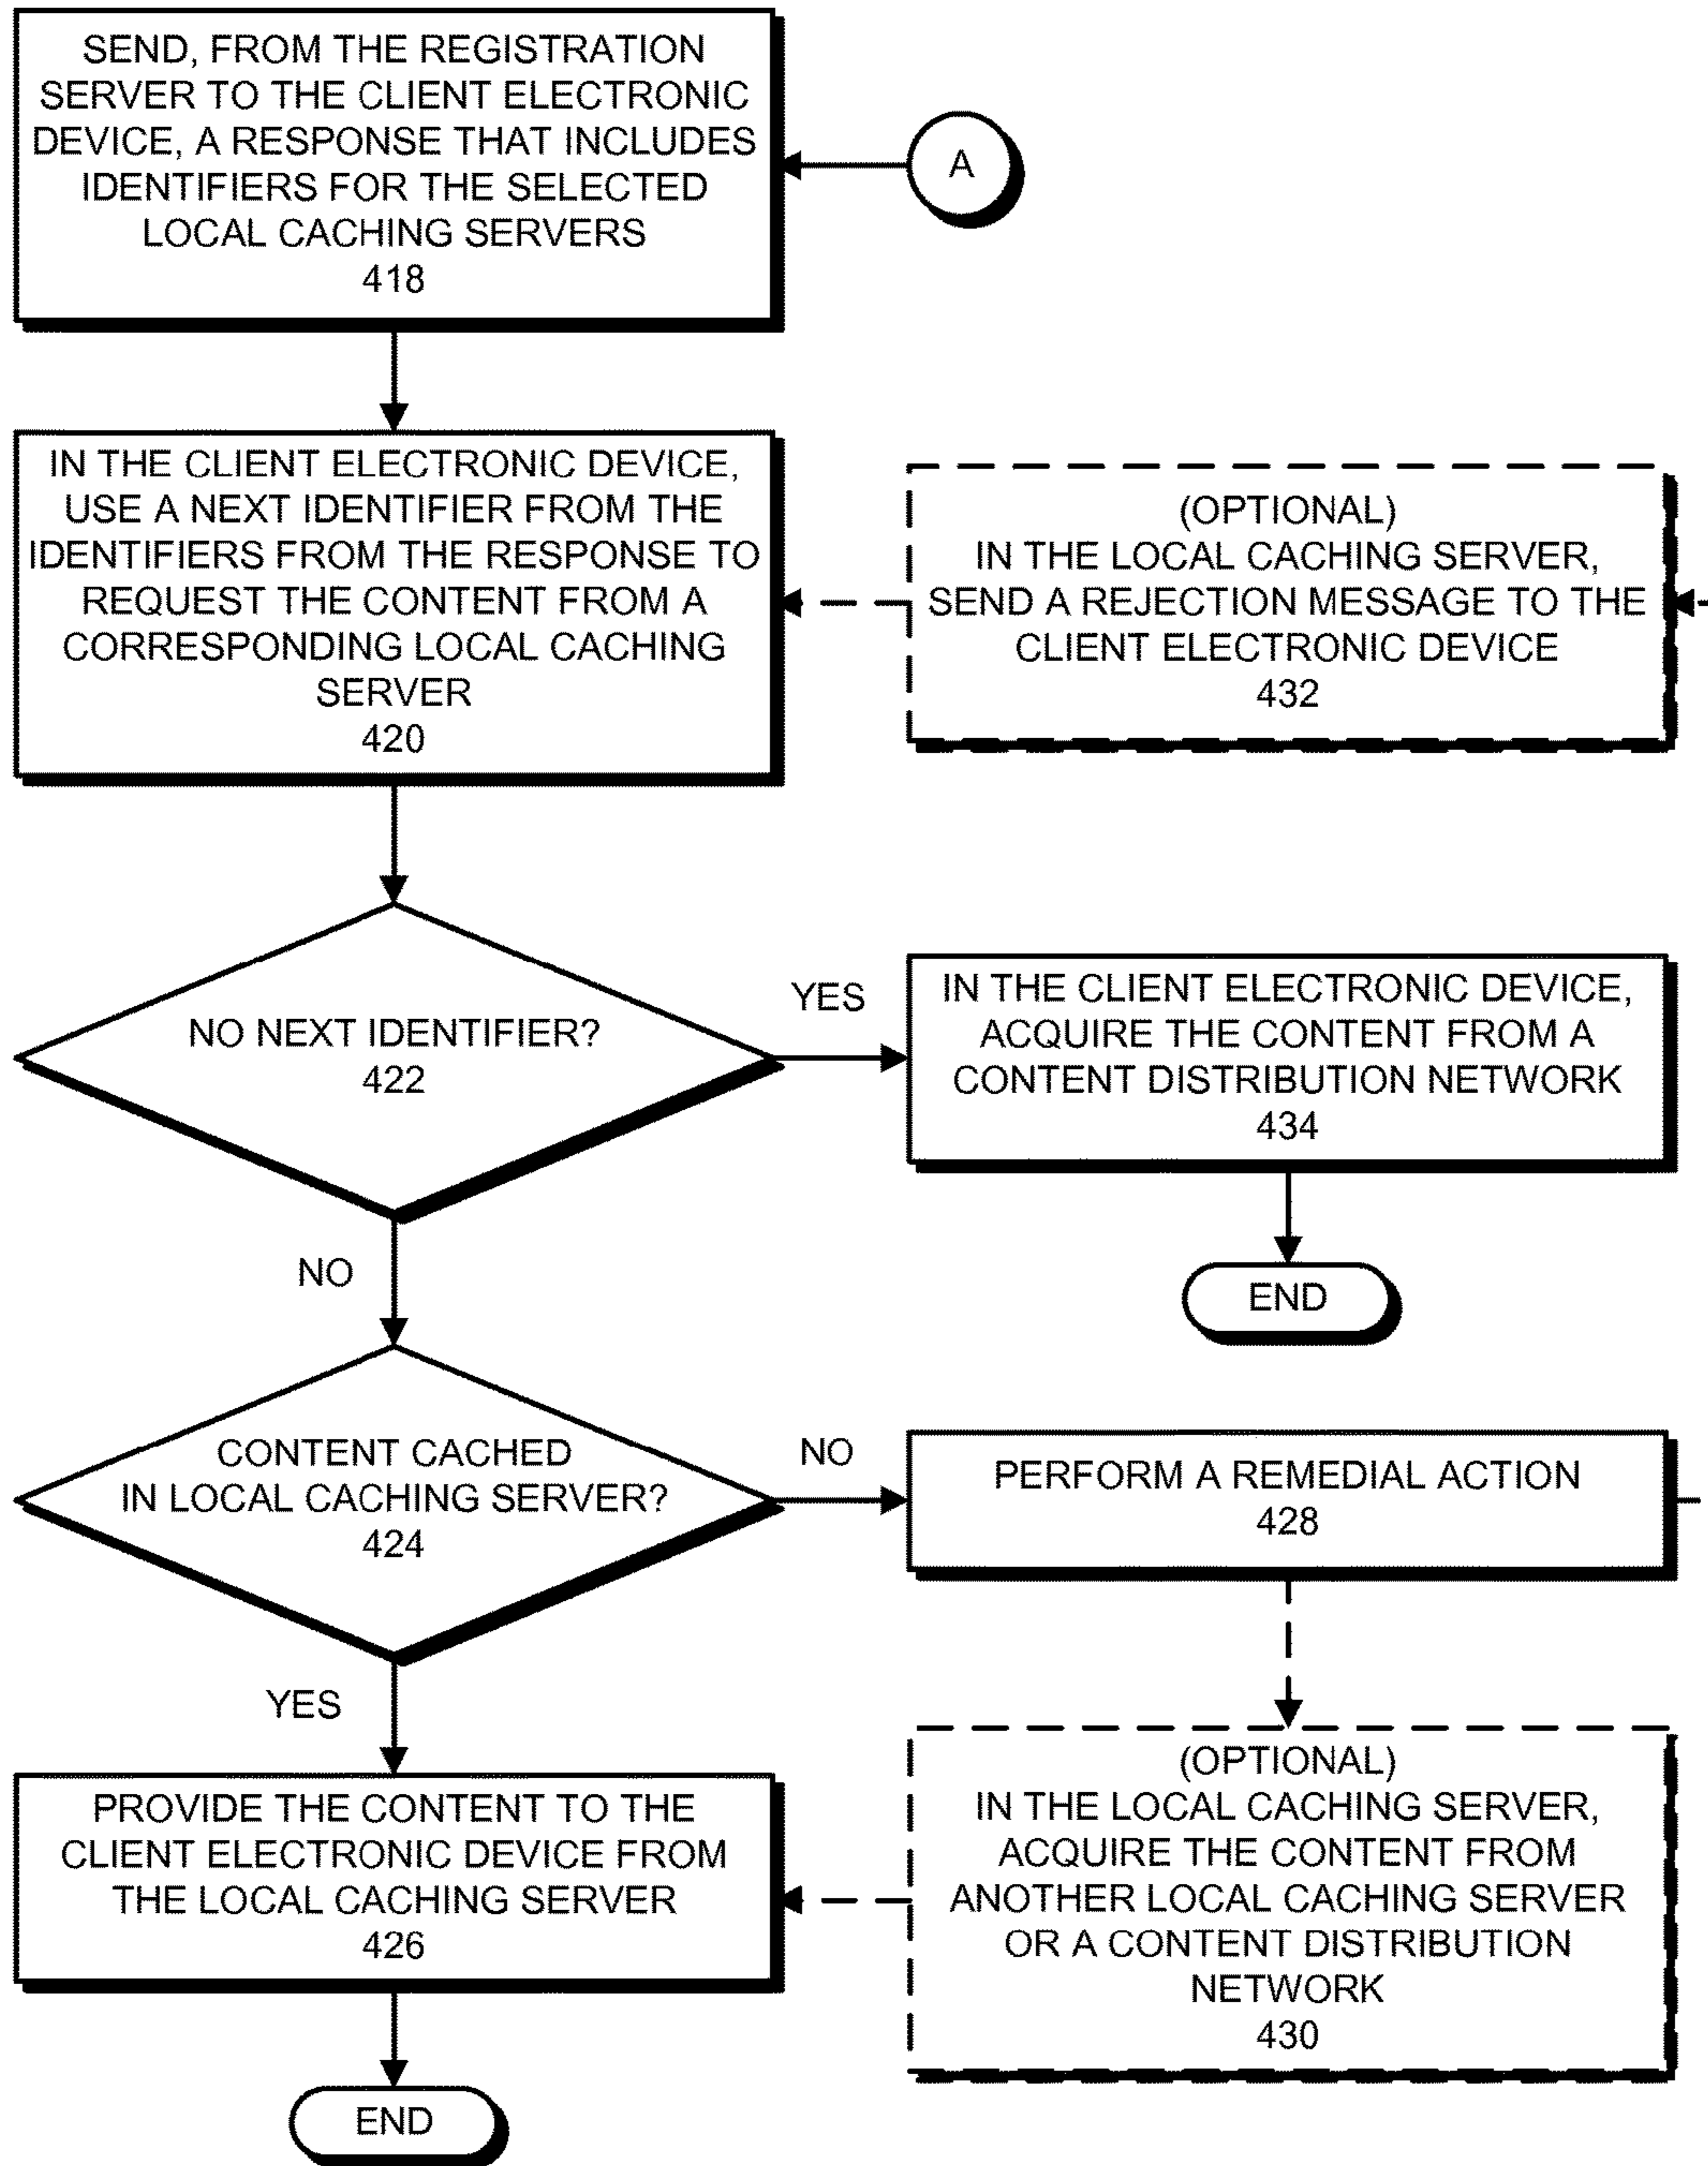 SEND, FROM THE REGISTRATION
SERVER TO THE CLIENT ELECTRONIC
DEVICE, A RESPONSE THAT INCLUDES
IDENTIFIERS FOR THE SELECTED
LOCAL CACHING SERVERS
418
A
IN THE CLIENT ELECTRONIC DEVICE,
USE A NEXT IDENTIFIER FROM THE
IDENTIFIERS FROM THE RESPONSE TO
REQUEST THE CONTENT FROM A
CORRESPONDING LOCAL CACHING
SERVER
420
(OPTIONAL)
IN THE LOCAL CACHING SERVER,
SEND A REJECTION MESSAGE TO THE
CLIENT ELECTRONIC DEVICE
432
NO NEXT IDENTIFIER?
422
YES
IN THE CLIENT ELECTRONIC DEVICE,
ACQUIRE THE CONTENT FROM A
CONTENT DISTRIBUTION NETWORK
434
END
NO
CONTENT CACHED
IN LOCAL CACHING SERVER?
424
NO
PERFORM A REMEDIAL ACTION
428
YES
PROVIDE THE CONTENT TO THE
CLIENT ELECTRONIC DEVICE FROM
THE LOCAL CACHING SERVER
426
(OPTIONAL)
IN THE LOCAL CACHING SERVER,
ACQUIRE THE CONTENT FROM
ANOTHER LOCAL CACHING SERVER
OR A CONTENT DISTRIBUTION
NETWORK
430
END